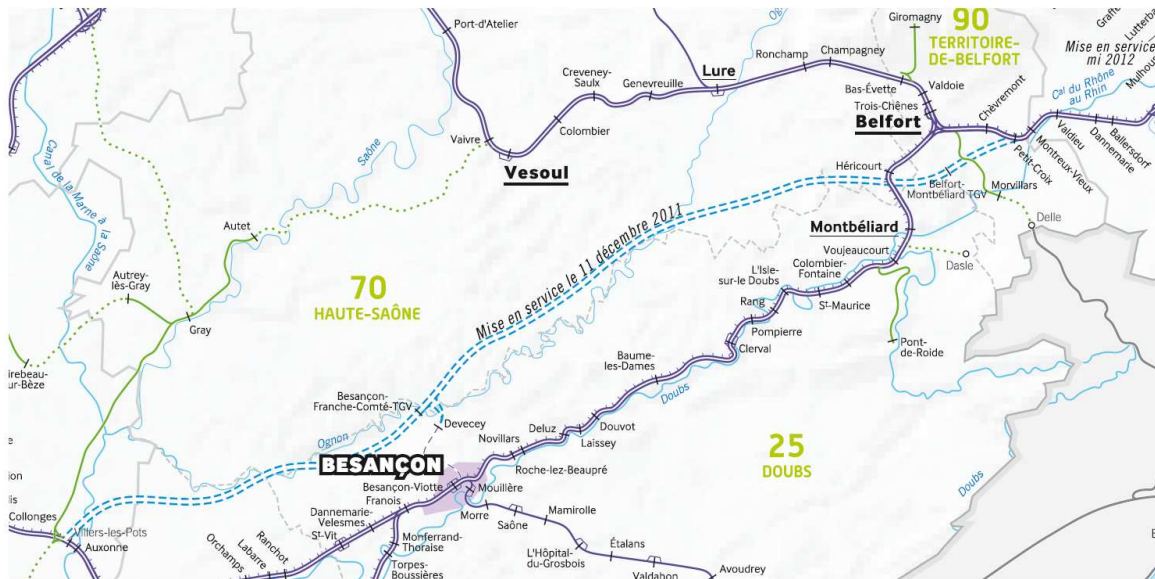 Port-d'Atelier
Giromagny
90
TERRITOIRE-
DE-BELFORT
Lutterba
Mise en service
mi 2012
Mulhou
Ronchamp
Champagney
Lure
Creveney-
Saulx
Genevreuille
Bas-Évette
Valdoie
Trois-Chênes
Belfort
Chèvremont
Cal du Rhône
au Rhin
Colombier
Vaivre
Vesoul
Valdieu
Ballersdorf
Dannemarie
Montreux-Vieux
Petit-Croix
Canal de la Marne à
la Saône
Saône
Héricourt
Belfort-
Montbéliard TGV
Morvillars
Delle
Autet
Montbéliard
Voujeaucourt
Dasle
Autrey-
lès-Gray
70
HAUTE-SAÔNE
Mise en service le 11 décembre 2011
L'Isle-
sur-le Doubs
Colombier-
Fontaine
St-Maurice
Rang
Gray
Pompierre
Clerval
Pont-
de-Roide
irebeau-
ur-Bèze
Baume-
les-Dames
Doubs
Besançon-
Franche-Comté-TGV
Devecey
Ognon
Deluz
Douvot
Laissey
Novillars
BESANÇON
Roche-lez-Beaupré
25
DOUBS
Doubs
Besançon-Viotte
Mouillère
Franois
Dannemarie-
Velesmes
St-Vit
Morre
Saône
Mamirolle
Collonges
Villers-les-Pots
Auxonne
Ranchot
Labarre
Orchamps
Monferrand-
Thoraise
Torpes-
Boussières
L'Hôpital-
du-Grosbois
Étalans
Valdahon
Avoudrey